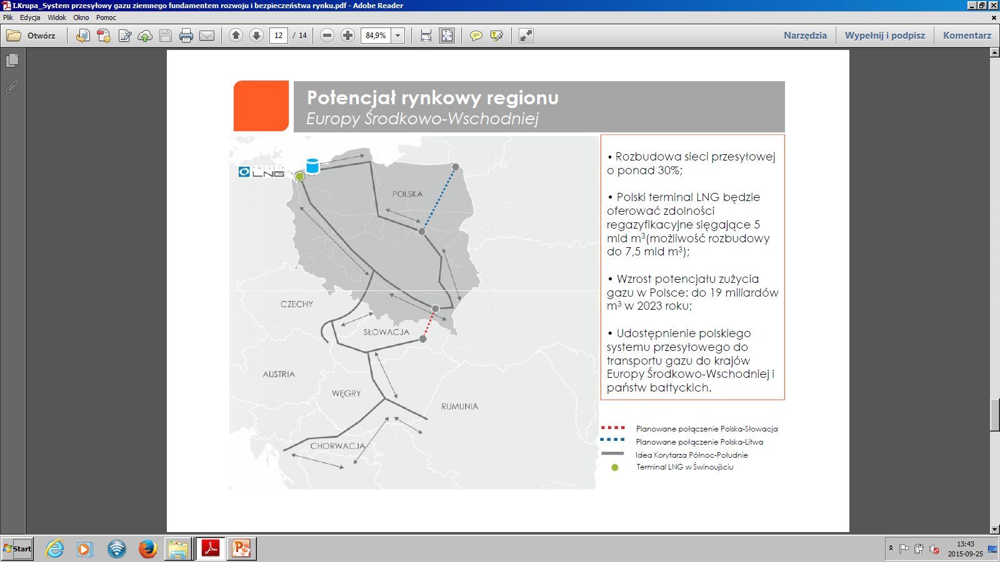 I.Krupa_System przesyłowy gazu ziemnego fundamentem rozwoju i bezpieczeństwa rynku.pdf - Adobe Reader
Plik Edycja Widok Okno Pomoc
Otwórz 12 / 14 84,9% Narzędzia Wypełnij i podpisz Komentarz
Potencjał rynkowy regionu
Europy Środkowo-Wschodniej
POLSKIE
LNG
POLSKA
CZECHY
SŁOWACJA
AUSTRIA
WĘGRY
RUMUNIA
CHORWACJA
• Rozbudowa sieci przesyłowej
o ponad 30%;
• Polski terminal LNG będzie
oferować zdolności
regazyfikacyjne sięgające 5
mld m³(możliwość rozbudowy
do 7,5 mld m³);
• Wzrost potencjału zużycia
gazu w Polsce: do 19 miliardów
m³ w 2023 roku;
• Udostępnienie polskiego
systemu przesyłowego do
transportu gazu do krajów
Europy Środkowo-Wschodniej i
państw bałtyckich.
Planowane połączenie Polska-Słowacja
Planowane połączenie Polska-Litwa
Idea Korytarza Północ-Południe
Terminal LNG w Świnoujściu
Start
13:43
2015-09-25